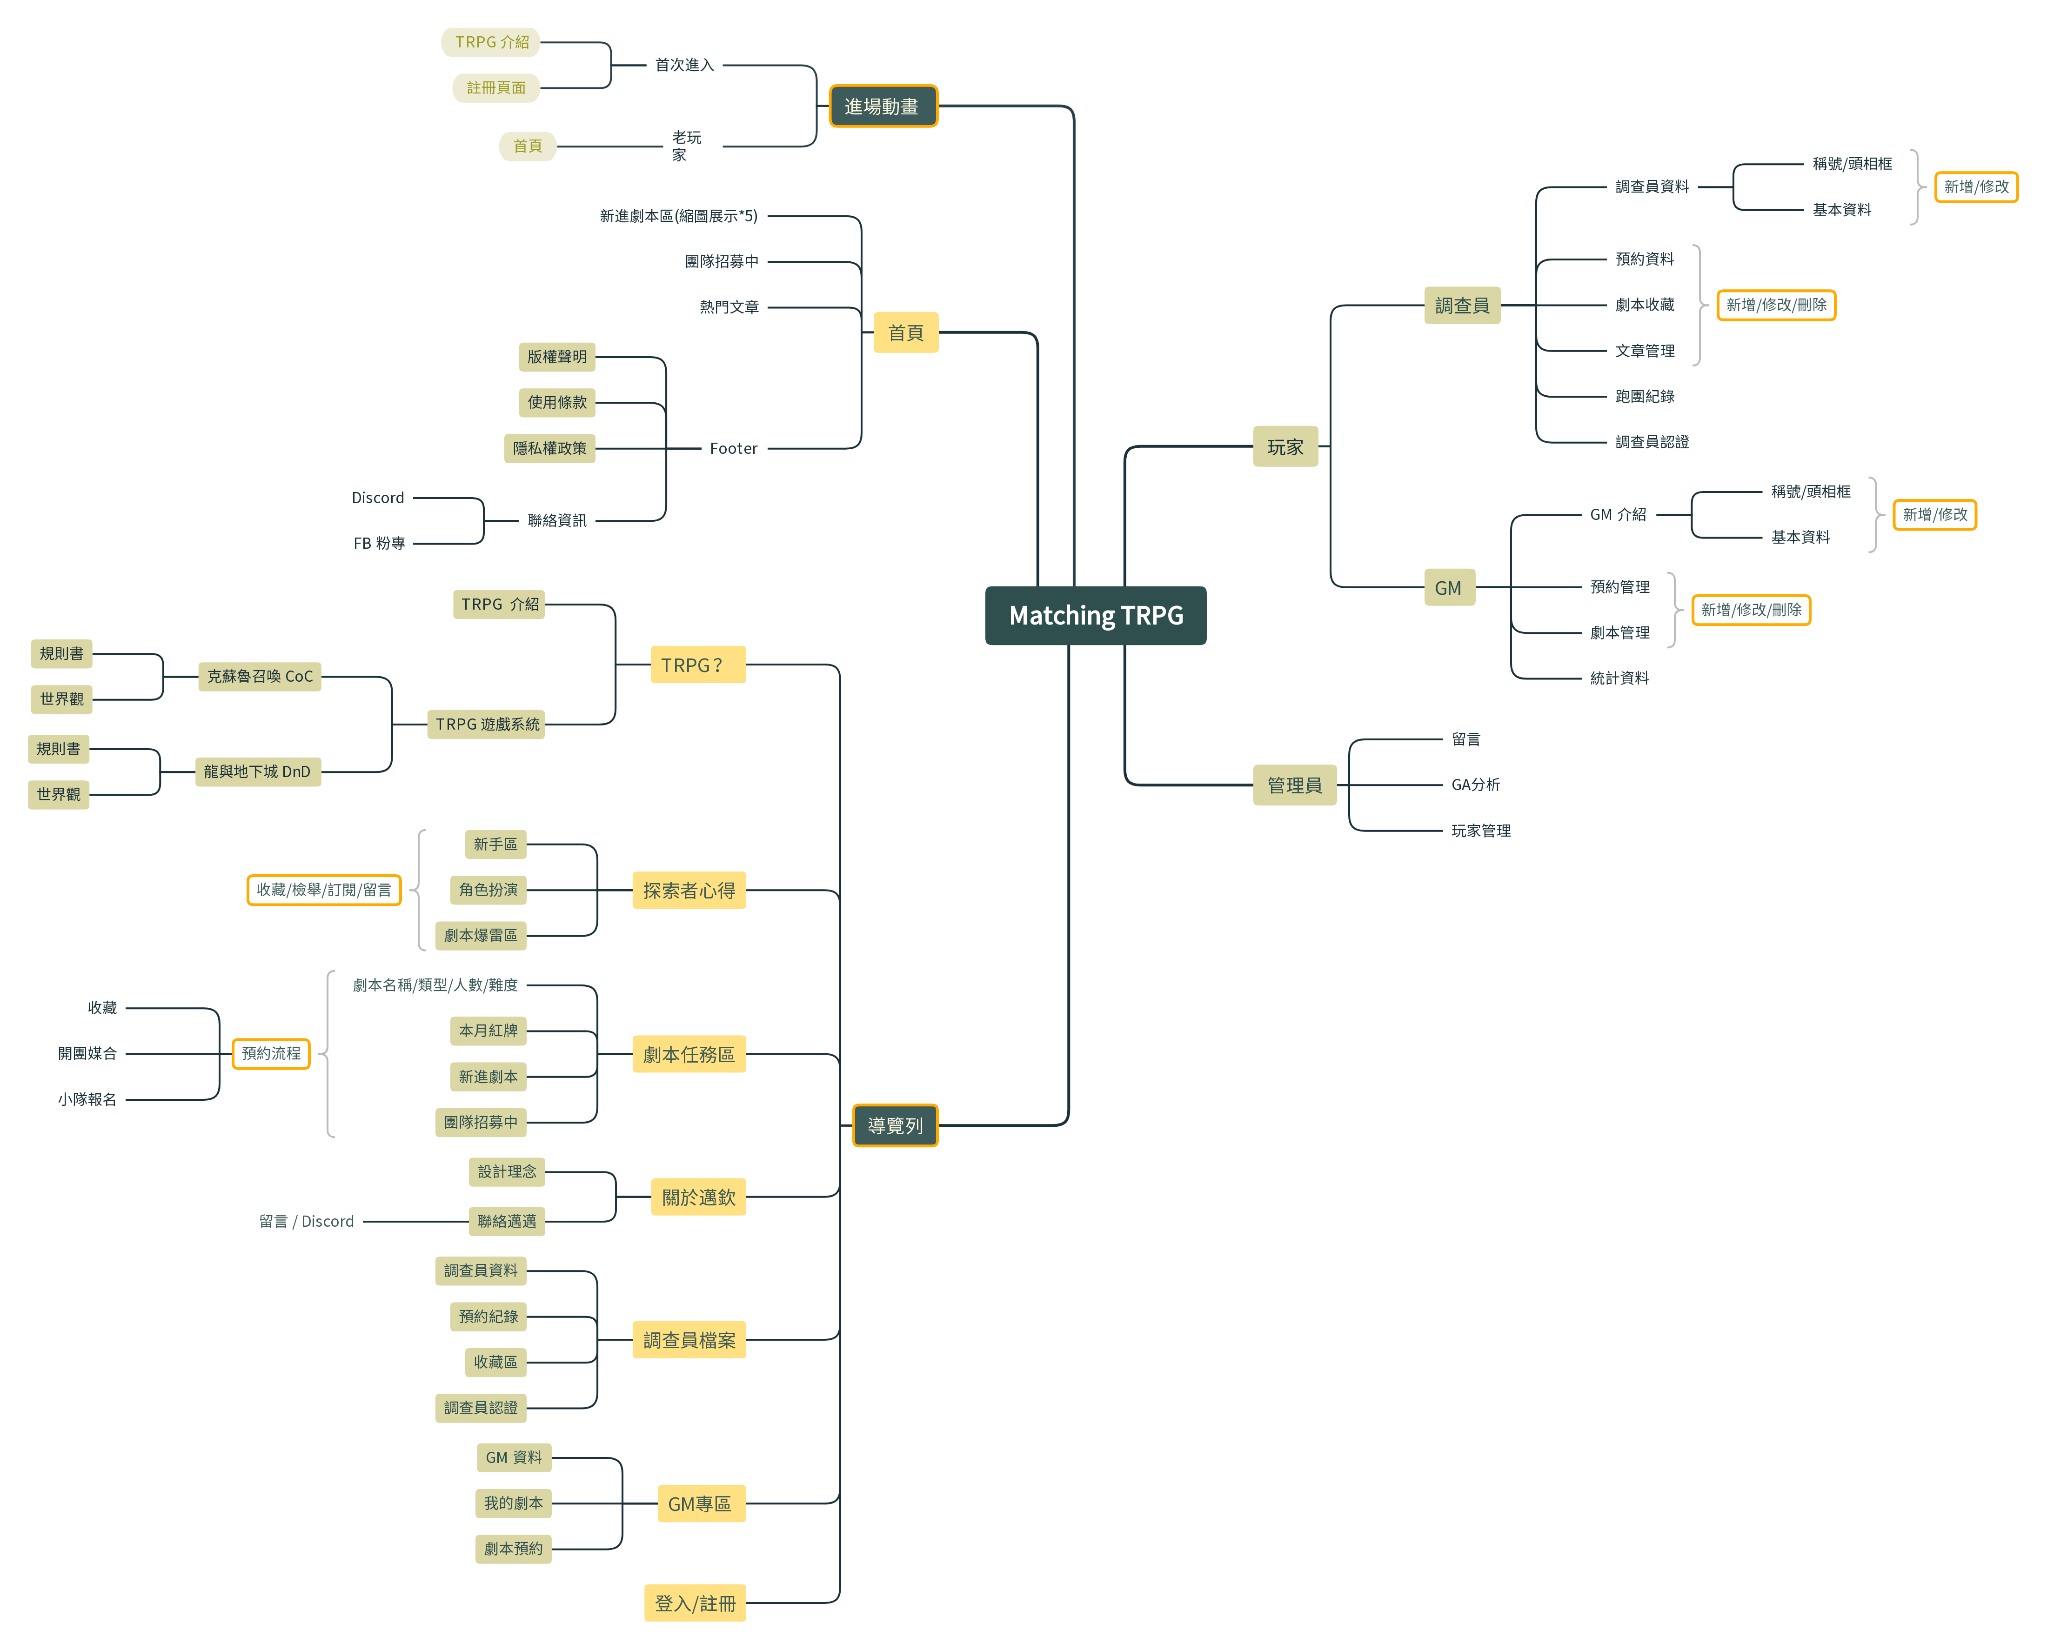 Matching TRPG
進場動畫
首次進入
TRPG 介紹
註冊頁面
老玩
家
首頁
首頁
新進劇本區(縮圖展示*5)
團隊招募中
熱門文章
Footer
版權聲明
使用條款
隱私權政策
聯絡資訊
Discord
FB 粉專
導覽列
TRPG？
TRPG 介紹
TRPG 遊戲系統
克蘇魯召喚 CoC
規則書
世界觀
龍與地下城 DnD
規則書
世界觀
探索者心得
新手區
角色扮演
劇本爆雷區
收藏/檢舉/訂閱/留言
劇本任務區
劇本名稱/類型/人數/難度
本月紅牌
新進劇本
團隊招募中
預約流程
收藏
開團媒合
小隊報名
關於邁欽
設計理念
聯絡邁邁
留言 / Discord
調查員檔案
調查員資料
預約紀錄
收藏區
調查員認證
GM專區
GM 資料
我的劇本
劇本預約
登入/註冊
玩家
調查員
調查員資料
稱號/頭相框
基本資料
新增/修改
預約資料
劇本收藏
文章管理
新增/修改/刪除
跑團紀錄
調查員認證
GM
GM 介紹
稱號/頭相框
基本資料
新增/修改
預約管理
劇本管理
新增/修改/刪除
統計資料
管理員
留言
GA分析
玩家管理